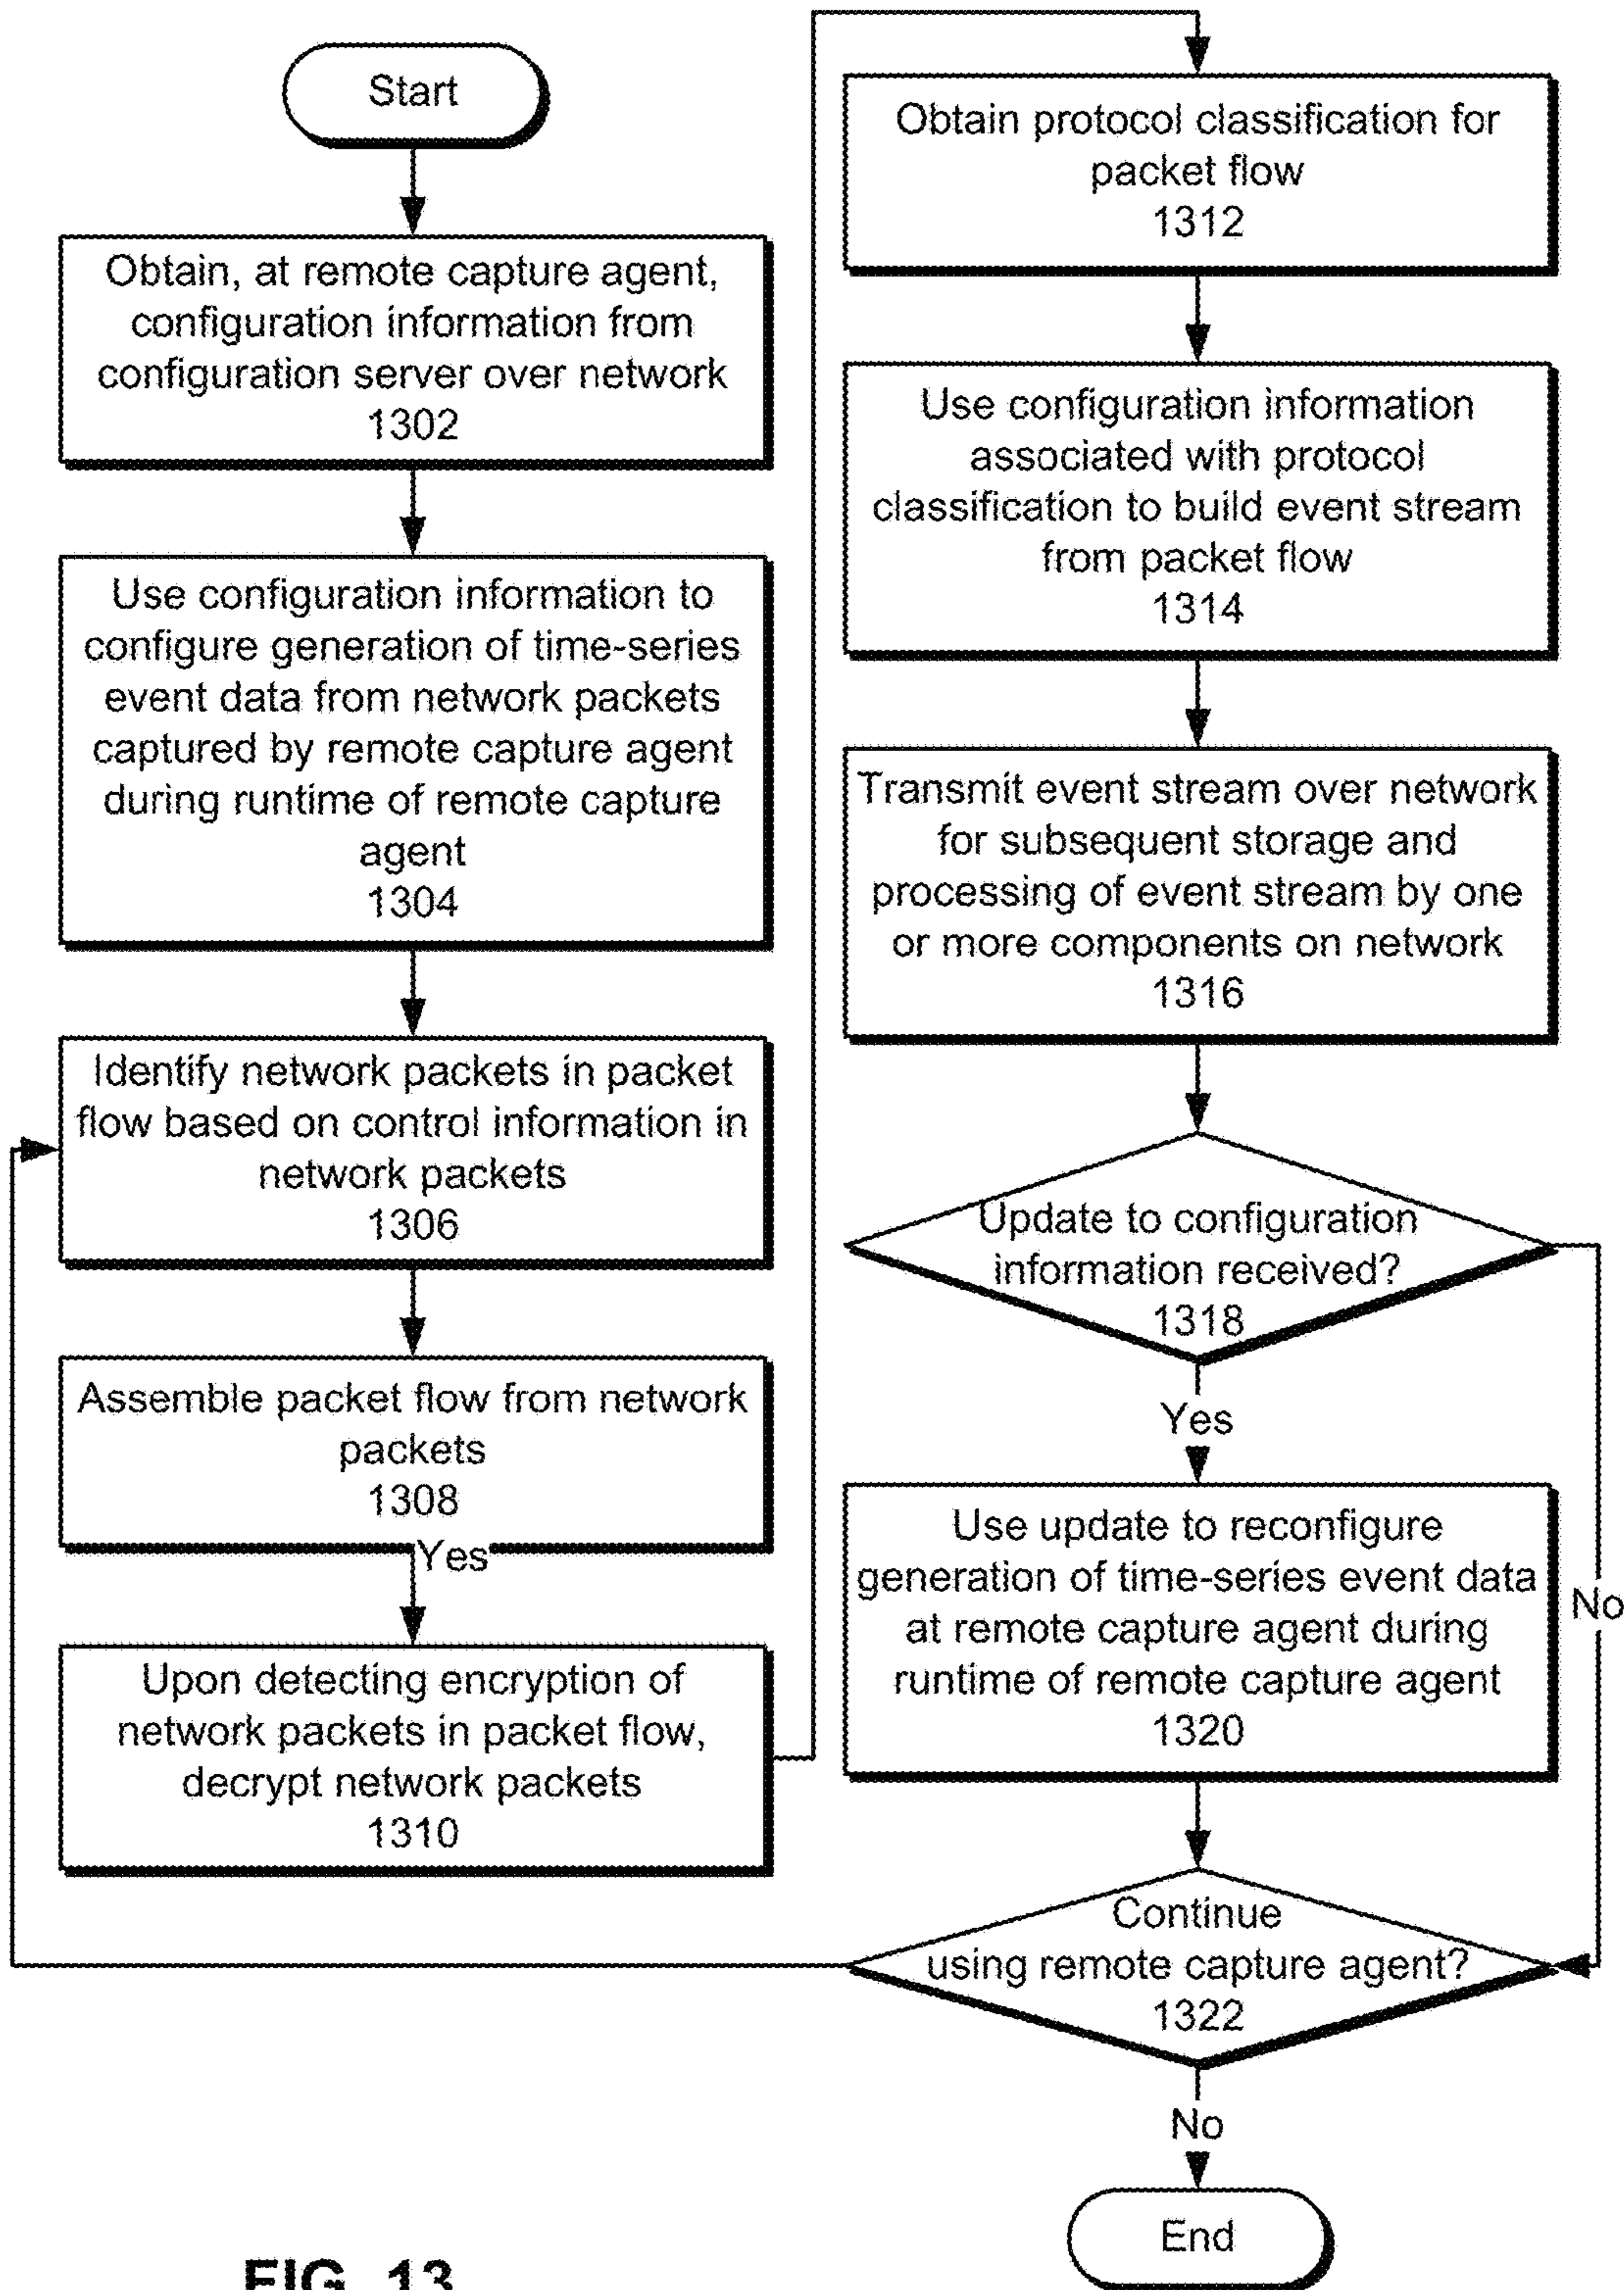 Start
Obtain, at remote capture agent,
configuration information from
configuration server over network
1302
Use configuration information to
configure generation of time-series
event data from network packets
captured by remote capture agent
during runtime of remote capture
agent
1304
Identify network packets in packet
flow based on control information in
network packets
1306
Assemble packet flow from network
packets
1308
Yes
Upon detecting encryption of
network packets in packet flow,
decrypt network packets
1310
Obtain protocol classification for
packet flow
1312
Use configuration information
associated with protocol
classification to build event stream
from packet flow
1314
Transmit event stream over network
for subsequent storage and
processing of event stream by one
or more components on network
1316
Update to configuration
information received?
1318
Yes
No
Use update to reconfigure
generation of time-series event data
at remote capture agent during
runtime of remote capture agent
1320
Continue
using remote capture agent?
1322
No
End
FIG. 13